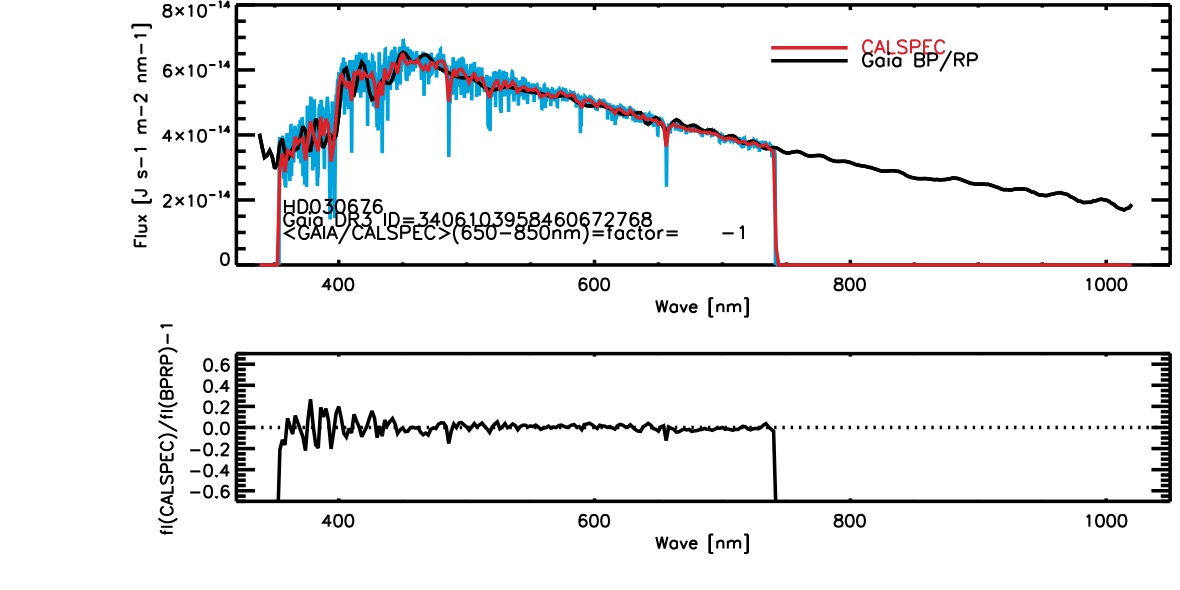 8×10−14
6×10−14
4×10−14
2×10−14
0
Flux [J s−1 m−2 nm−1]
CALSPEC
Gaia BP/RP
HD030676
Gaia DR3 ID=3406103958460672768
<GAIA/CALSPEC>(650−850nm)=factor= −1
400 600 800 1000
Wave [nm]
fl(CALSPEC)/fl(BPRP)−1
0.6
0.4
0.2
0.0
−0.2
−0.4
−0.6
400 600 800 1000
Wave [nm]